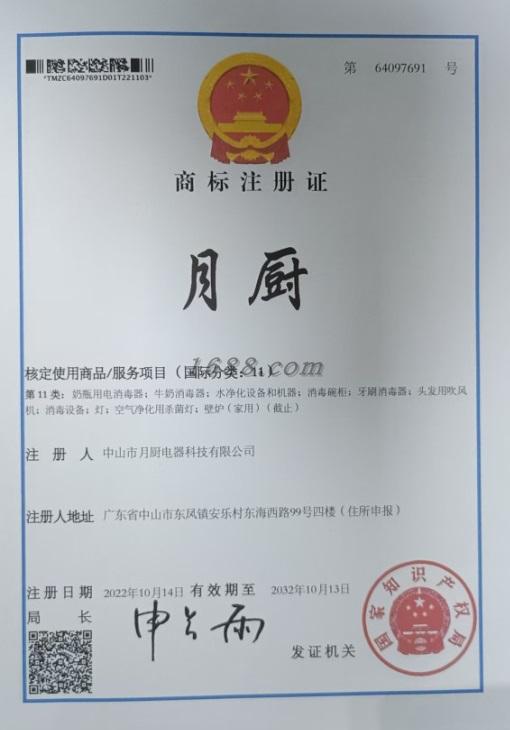 *TMZC64097691D01T221103*
第 64097691 号
商标注册证
月厨
核定使用商品/服务项目（国际分类：11）
1688.com
第 11 类：奶瓶用电消毒器；牛奶消毒器；水净化设备和机器；消毒碗柜；牙刷消毒器；头发用吹风
机；消毒设备；灯；空气净化用杀菌灯；壁炉（家用）（截止）
注 册 人 中山市月厨电器科技有限公司
注册人地址 广东省中山市东凤镇安乐村东海西路99号四楼（住所申报）
注册日期 2022年10月14日 有效期至 2032年10月13日
局 长 申长雨
发证机关
国家知识产权局